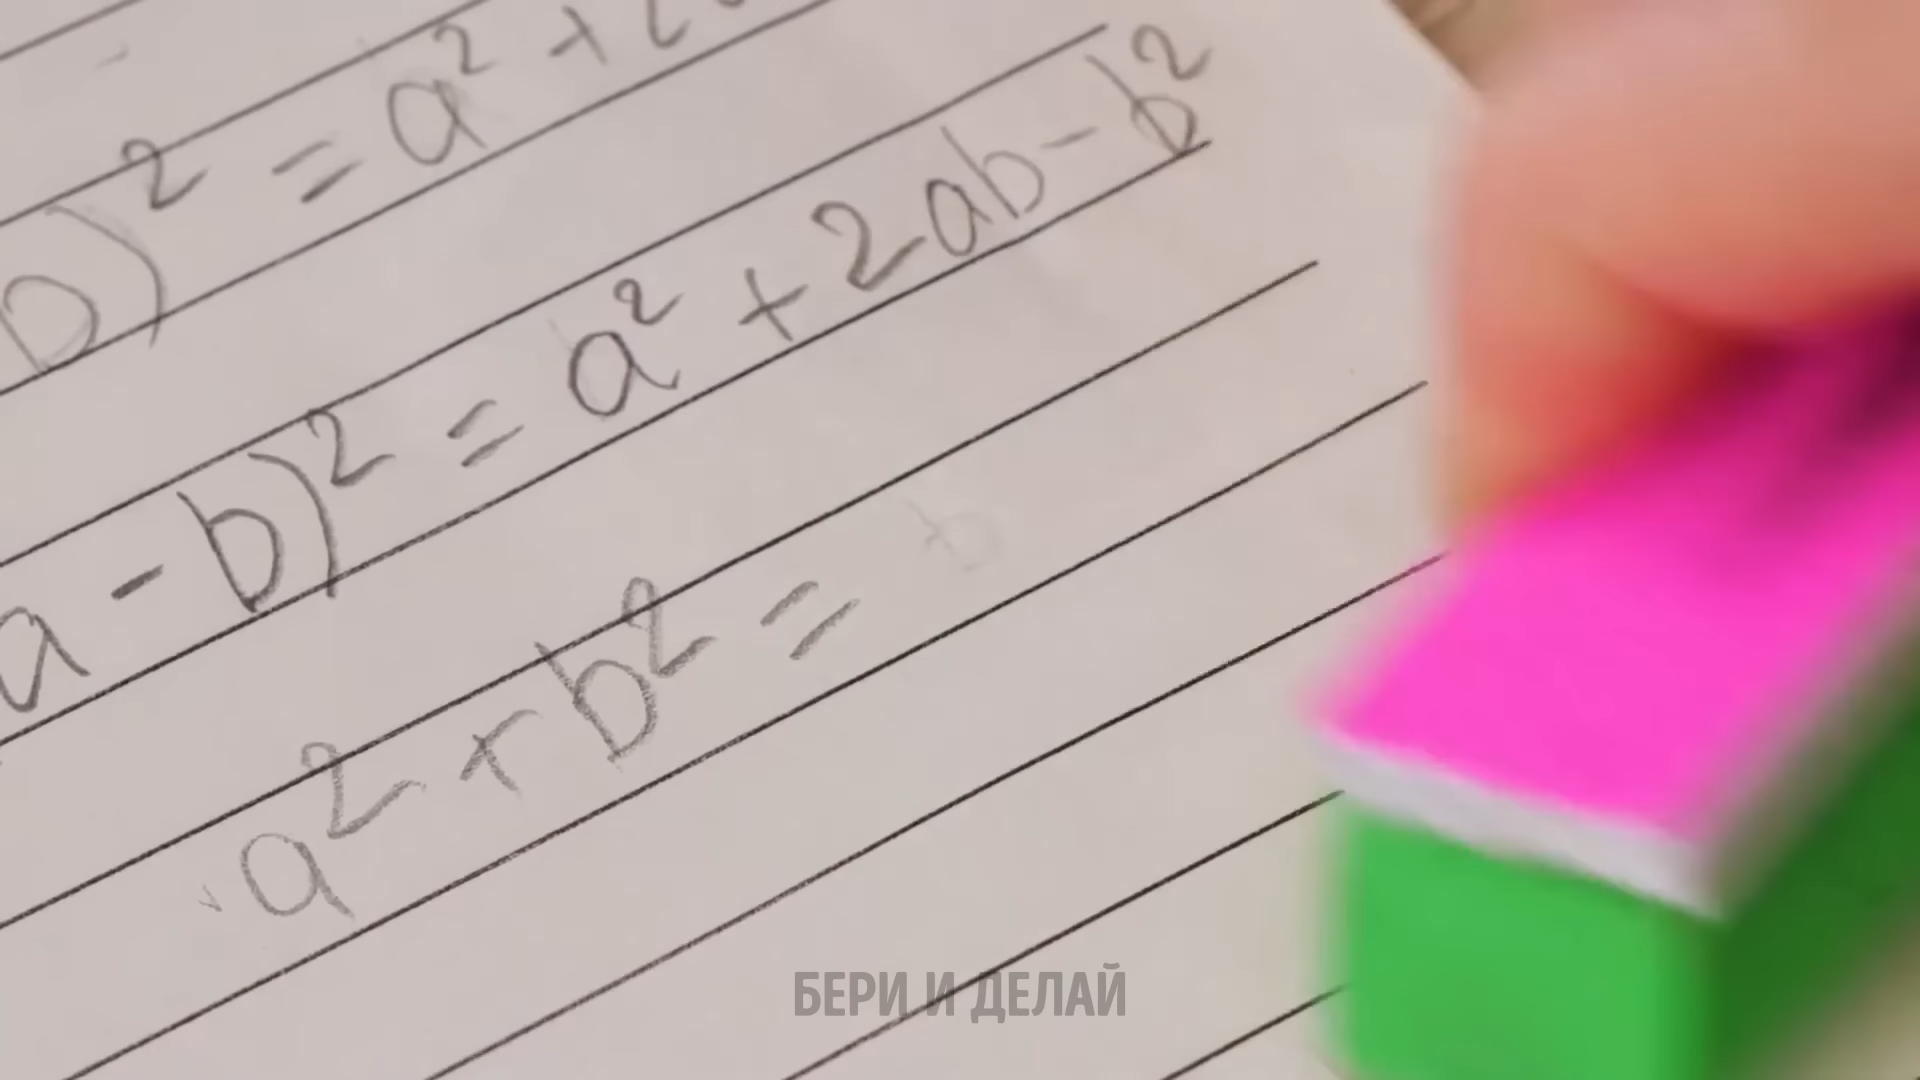 b)² = a² + 2
a - b)² = a² + 2ab - b²
a² + b² =
БЕРИ И ДЕЛАЙ